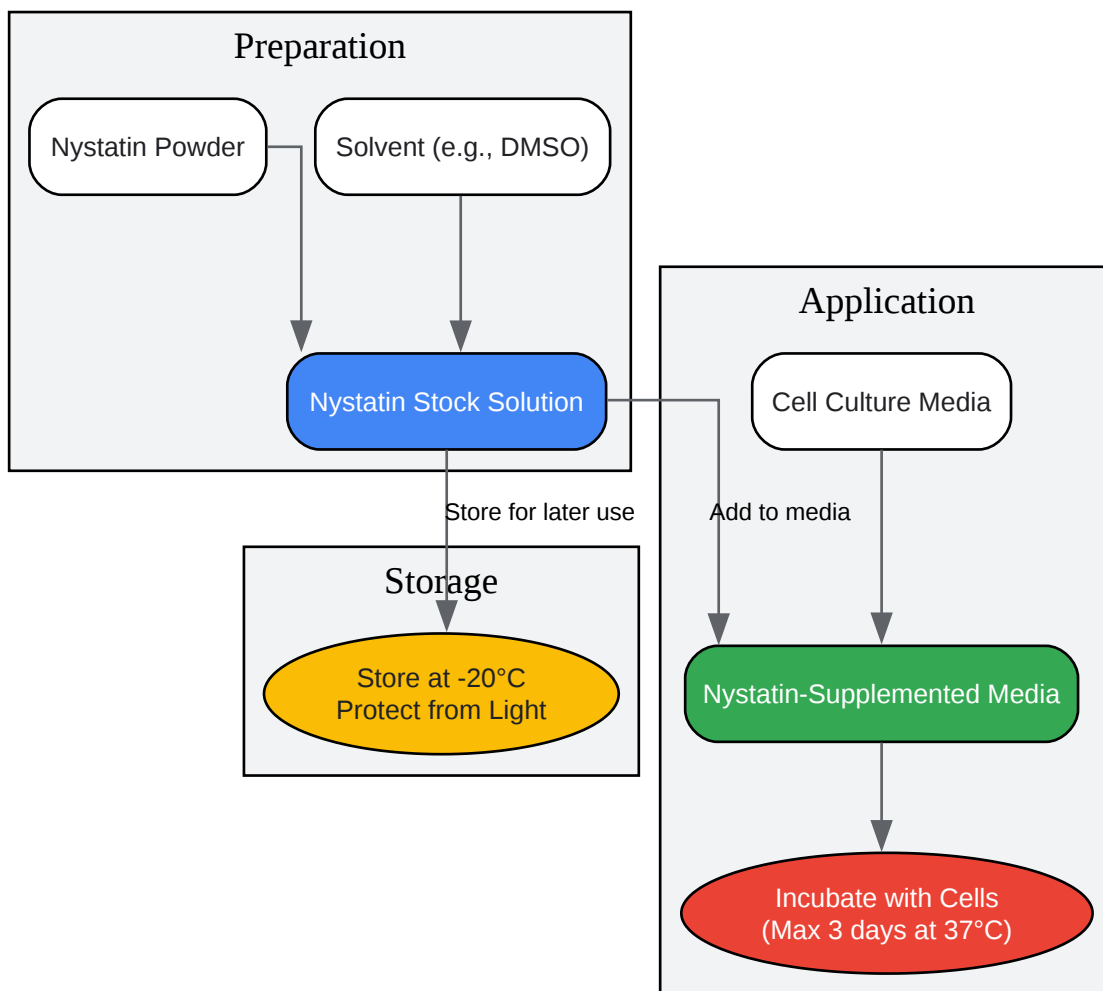 Preparation
Nystatin Powder
Solvent (e.g., DMSO)
Nystatin Stock Solution
Store for later use
Storage
Store at -20°C
Protect from Light
Application
Cell Culture Media
Add to media
Nystatin-Supplemented Media
Incubate with Cells
(Max 3 days at 37°C)